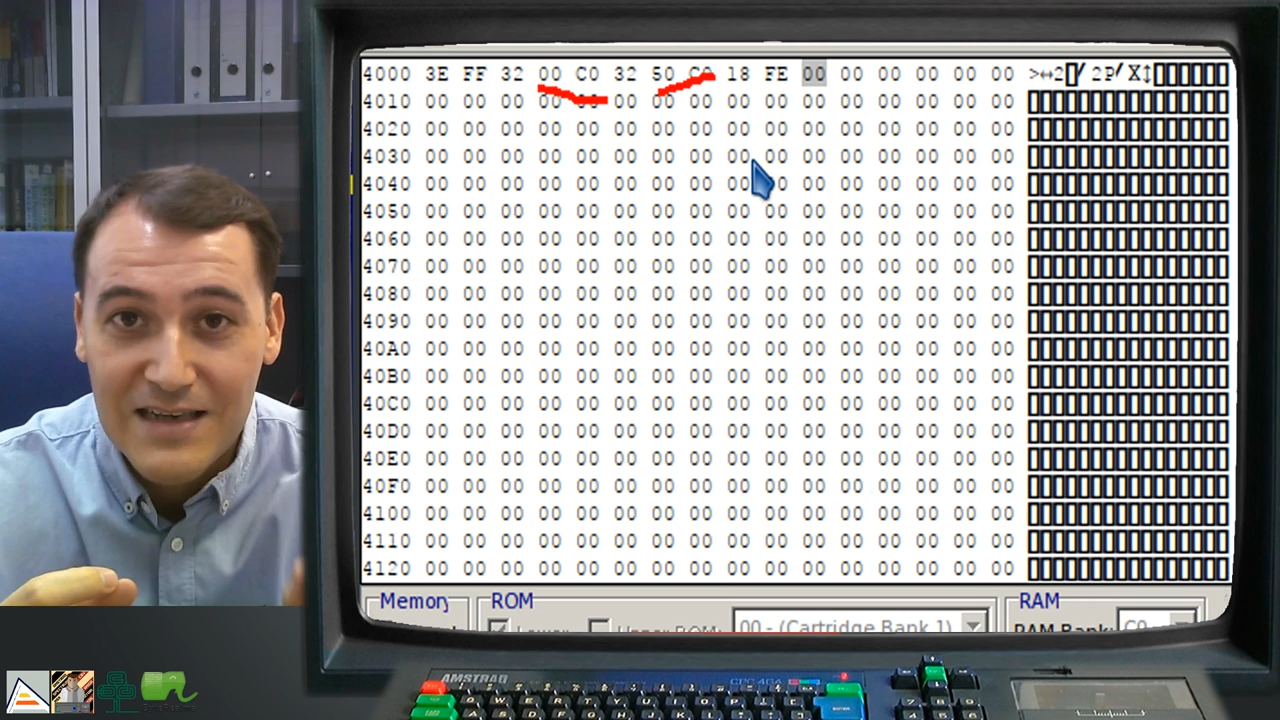 4000 3E FF 32 00 C0 32 50 C0 18 FE 00 00 00 00 00 00
4010 00 00 00 00 00 00 00 00 00 00 00 00 00 00 00 00
4020 00 00 00 00 00 00 00 00 00 00 00 00 00 00 00 00
4030 00 00 00 00 00 00 00 00 00 00 00 00 00 00 00 00
4040 00 00 00 00 00 00 00 00 00 00 00 00 00 00 00 00
4050 00 00 00 00 00 00 00 00 00 00 00 00 00 00 00 00
4060 00 00 00 00 00 00 00 00 00 00 00 00 00 00 00 00
4070 00 00 00 00 00 00 00 00 00 00 00 00 00 00 00 00
4080 00 00 00 00 00 00 00 00 00 00 00 00 00 00 00 00
4090 00 00 00 00 00 00 00 00 00 00 00 00 00 00 00 00
40A0 00 00 00 00 00 00 00 00 00 00 00 00 00 00 00 00
40B0 00 00 00 00 00 00 00 00 00 00 00 00 00 00 00 00
40C0 00 00 00 00 00 00 00 00 00 00 00 00 00 00 00 00
40D0 00 00 00 00 00 00 00 00 00 00 00 00 00 00 00 00
40E0 00 00 00 00 00 00 00 00 00 00 00 00 00 00 00 00
40F0 00 00 00 00 00 00 00 00 00 00 00 00 00 00 00 00
4100 00 00 00 00 00 00 00 00 00 00 00 00 00 00 00 00
4110 00 00 00 00 00 00 00 00 00 00 00 00 00 00 00 00
4120 00 00 00 00 00 00 00 00 00 00 00 00 00 00 00 00
Memory ROM RAM
00 - (Cartridge Bank 1) RAM Bank: C0
AMSTRAD